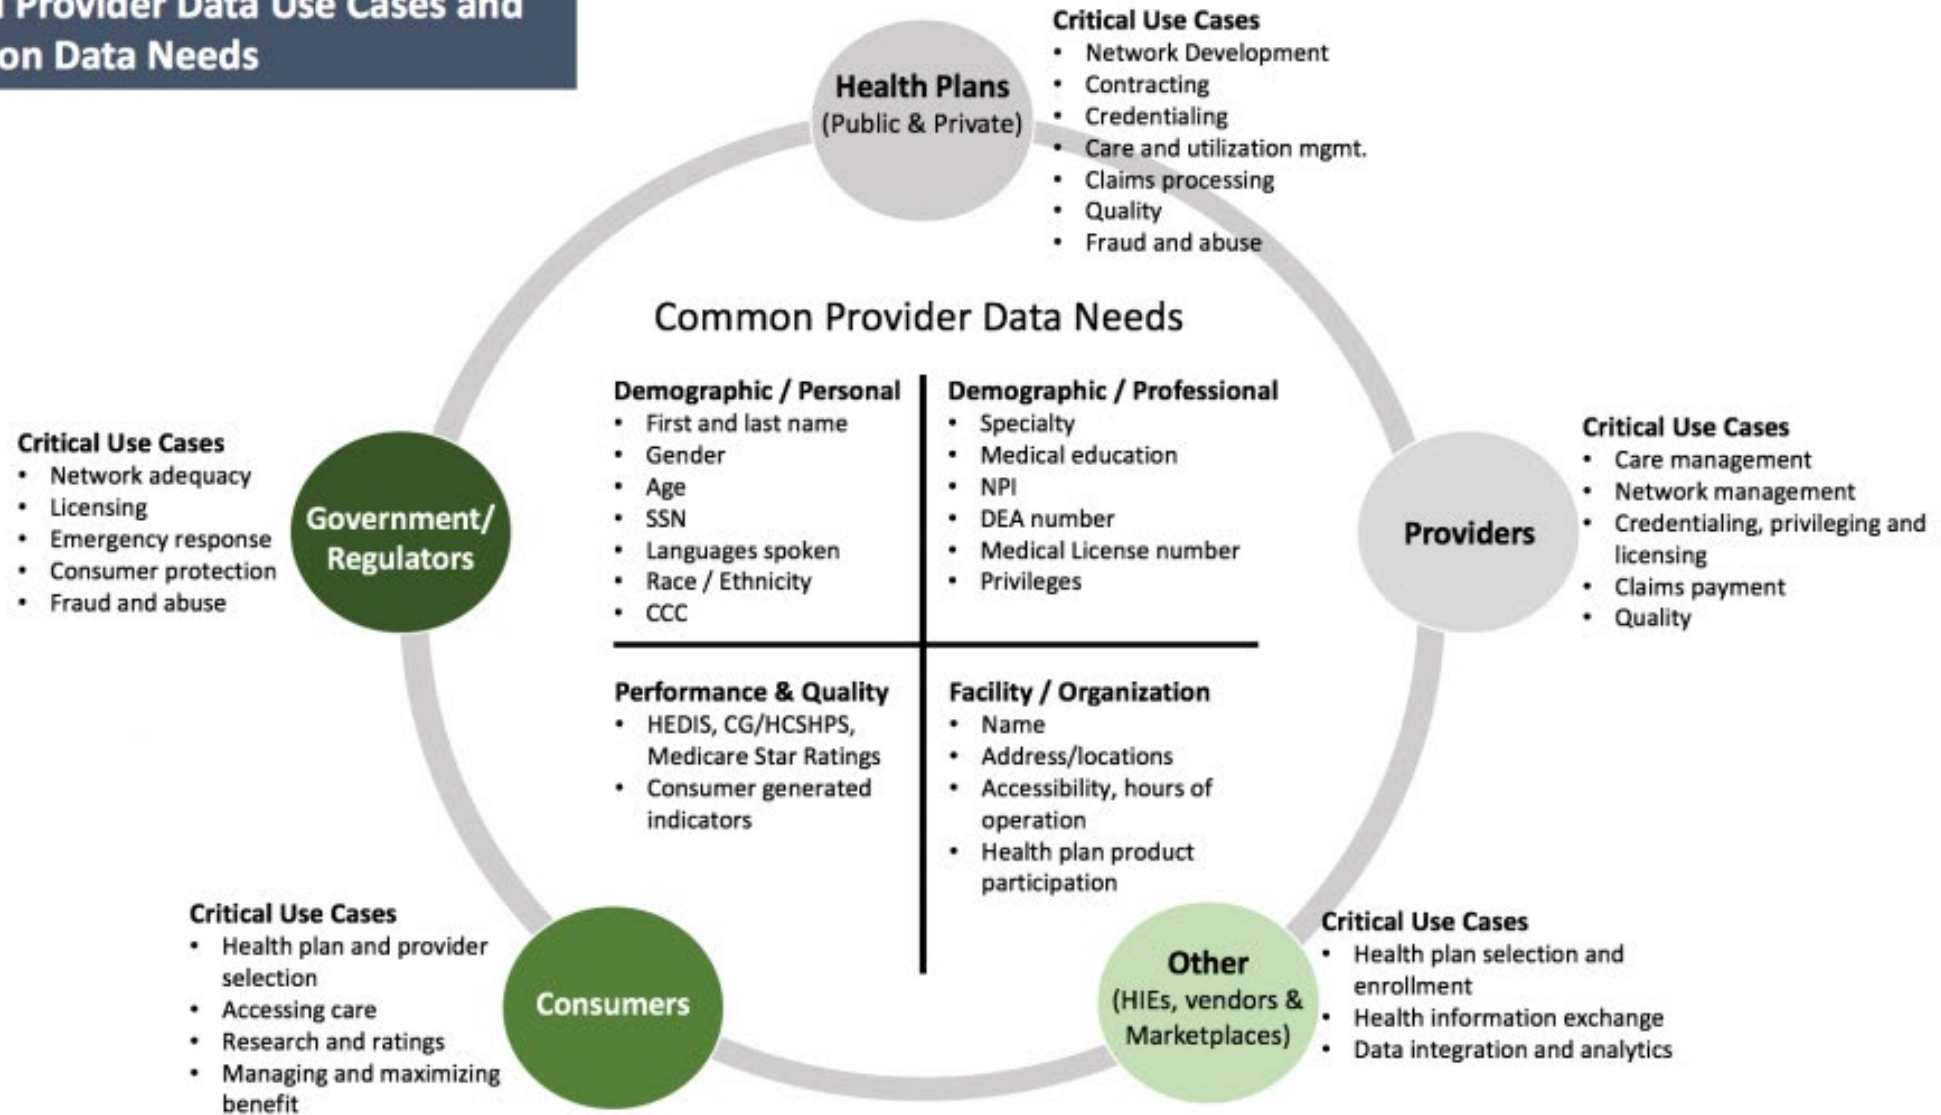 Provider Data Use Cases and
on Data Needs
Health Plans
(Public & Private)
Critical Use Cases
• Network Development
• Contracting
• Credentialing
• Care and utilization mgmt.
• Claims processing
• Quality
• Fraud and abuse
Common Provider Data Needs
Demographic / Personal
• First and last name
• Gender
• Age
• SSN
• Languages spoken
• Race / Ethnicity
• CCC
Demographic / Professional
• Specialty
• Medical education
• NPI
• DEA number
• Medical License number
• Privileges
Performance & Quality
• HEDIS, CG/HCSHPS,
Medicare Star Ratings
• Consumer generated
indicators
Facility / Organization
• Name
• Address/locations
• Accessibility, hours of
operation
• Health plan product
participation
Critical Use Cases
• Network adequacy
• Licensing
• Emergency response
• Consumer protection
• Fraud and abuse
Government/
Regulators
Providers
Critical Use Cases
• Care management
• Network management
• Credentialing, privileging and
licensing
• Claims payment
• Quality
Critical Use Cases
• Health plan and provider
selection
• Accessing care
• Research and ratings
• Managing and maximizing
benefit
Consumers
Other
(HIEs, vendors &
Marketplaces)
Critical Use Cases
• Health plan selection and
enrollment
• Health information exchange
• Data integration and analytics